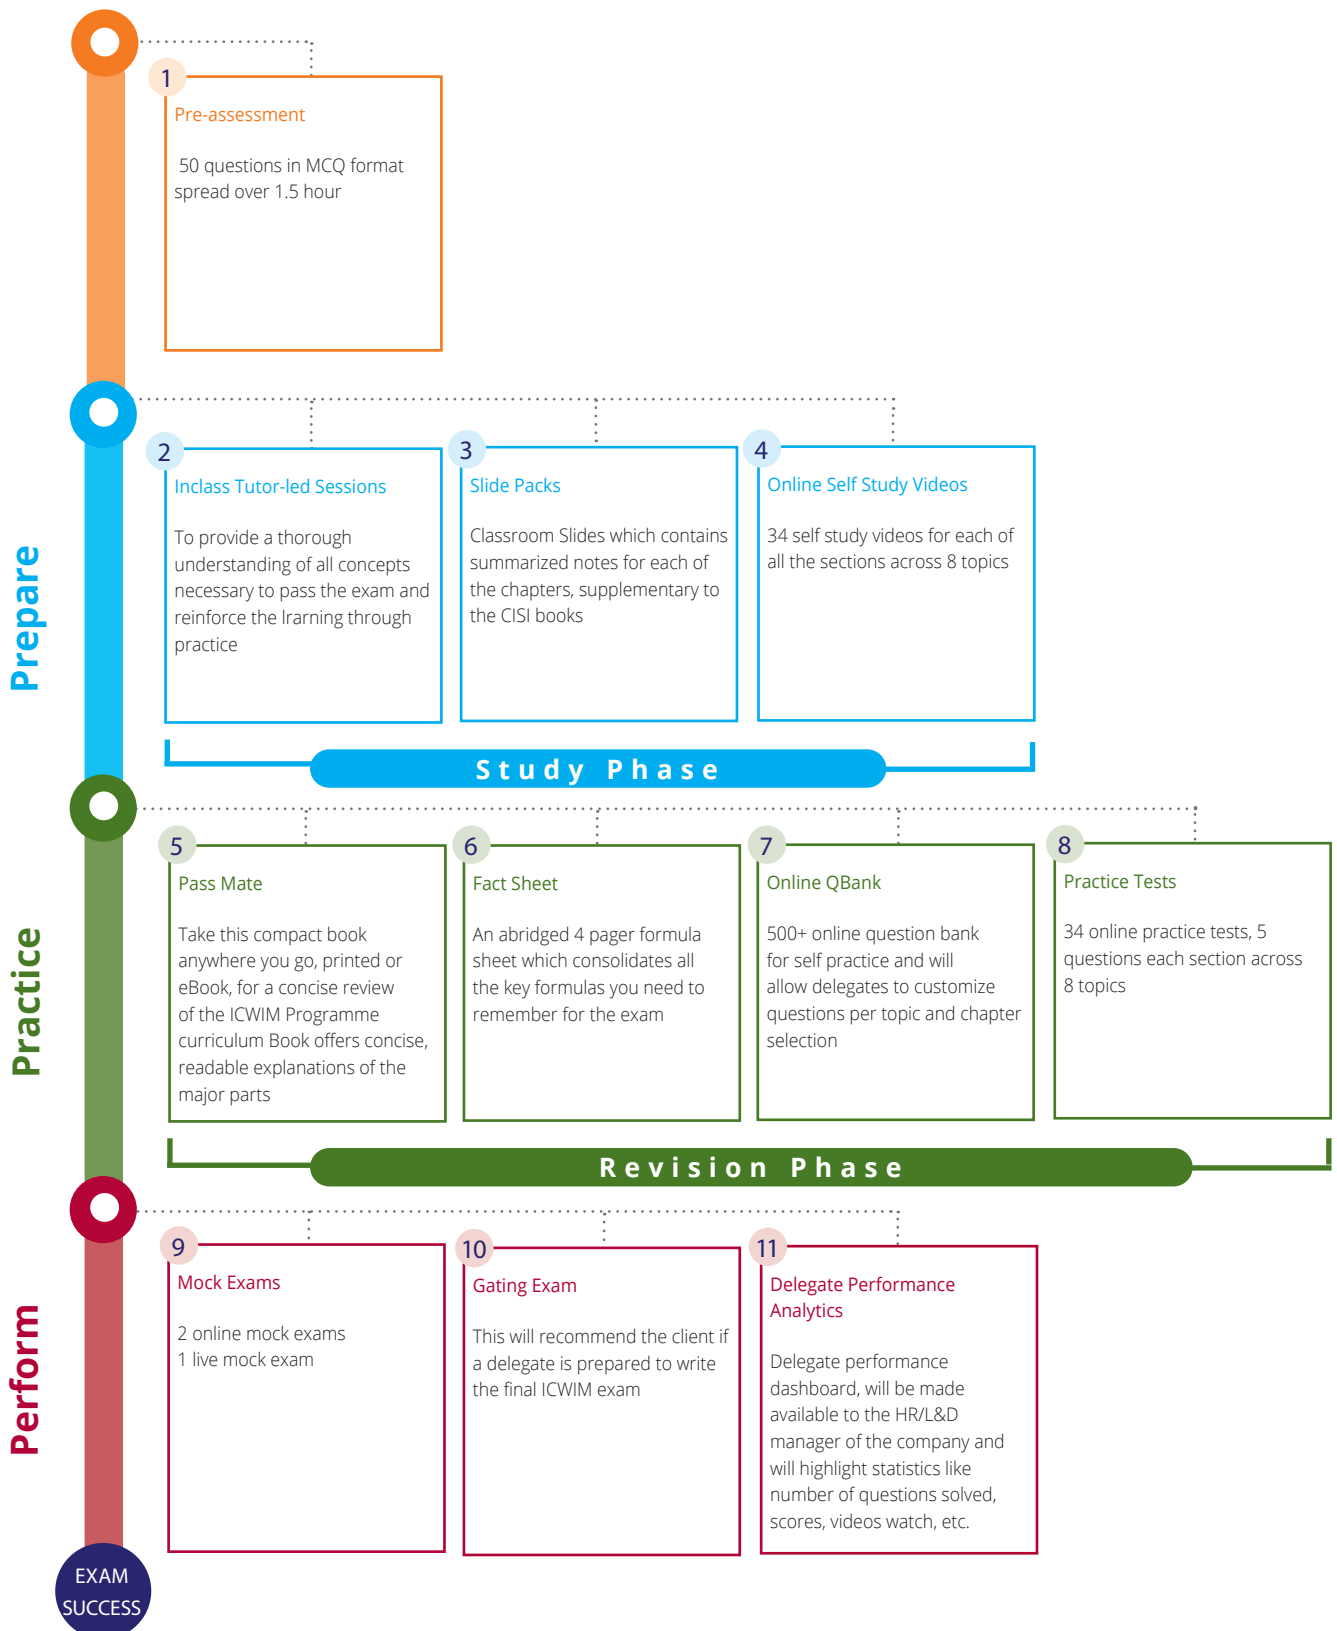 1
Pre-assessment
50 questions in MCQ format
spread over 1.5 hour
Prepare
2
Inclass Tutor-led Sessions
To provide a thorough
understanding of all concepts
necessary to pass the exam and
reinforce the lrarning through
practice
3
Slide Packs
Classroom Slides which contains
summarized notes for each of
the chapters, supplementary to
the CISI books
4
Online Self Study Videos
34 self study videos for each of
all the sections across 8 topics
Study Phase
Practice
5
Pass Mate
Take this compact book
anywhere you go, printed or
eBook, for a concise review
of the ICWIM Programme
curriculum Book offers concise,
readable explanations of the
major parts
6
Fact Sheet
An abridged 4 pager formula
sheet which consolidates all
the key formulas you need to
remember for the exam
7
Online QBank
500+ online question bank
for self practice and will
allow delegates to customize
questions per topic and chapter
selection
8
Practice Tests
34 online practice tests, 5
questions each section across
8 topics
Revision Phase
Perform
9
Mock Exams
2 online mock exams
1 live mock exam
10
Gating Exam
This will recommend the client if
a delegate is prepared to write
the final ICWIM exam
11
Delegate Performance
Analytics
Delegate performance
dashboard, will be made
available to the HR/L&D
manager of the company and
will highlight statistics like
number of questions solved,
scores, videos watch, etc.
EXAM
SUCCESS